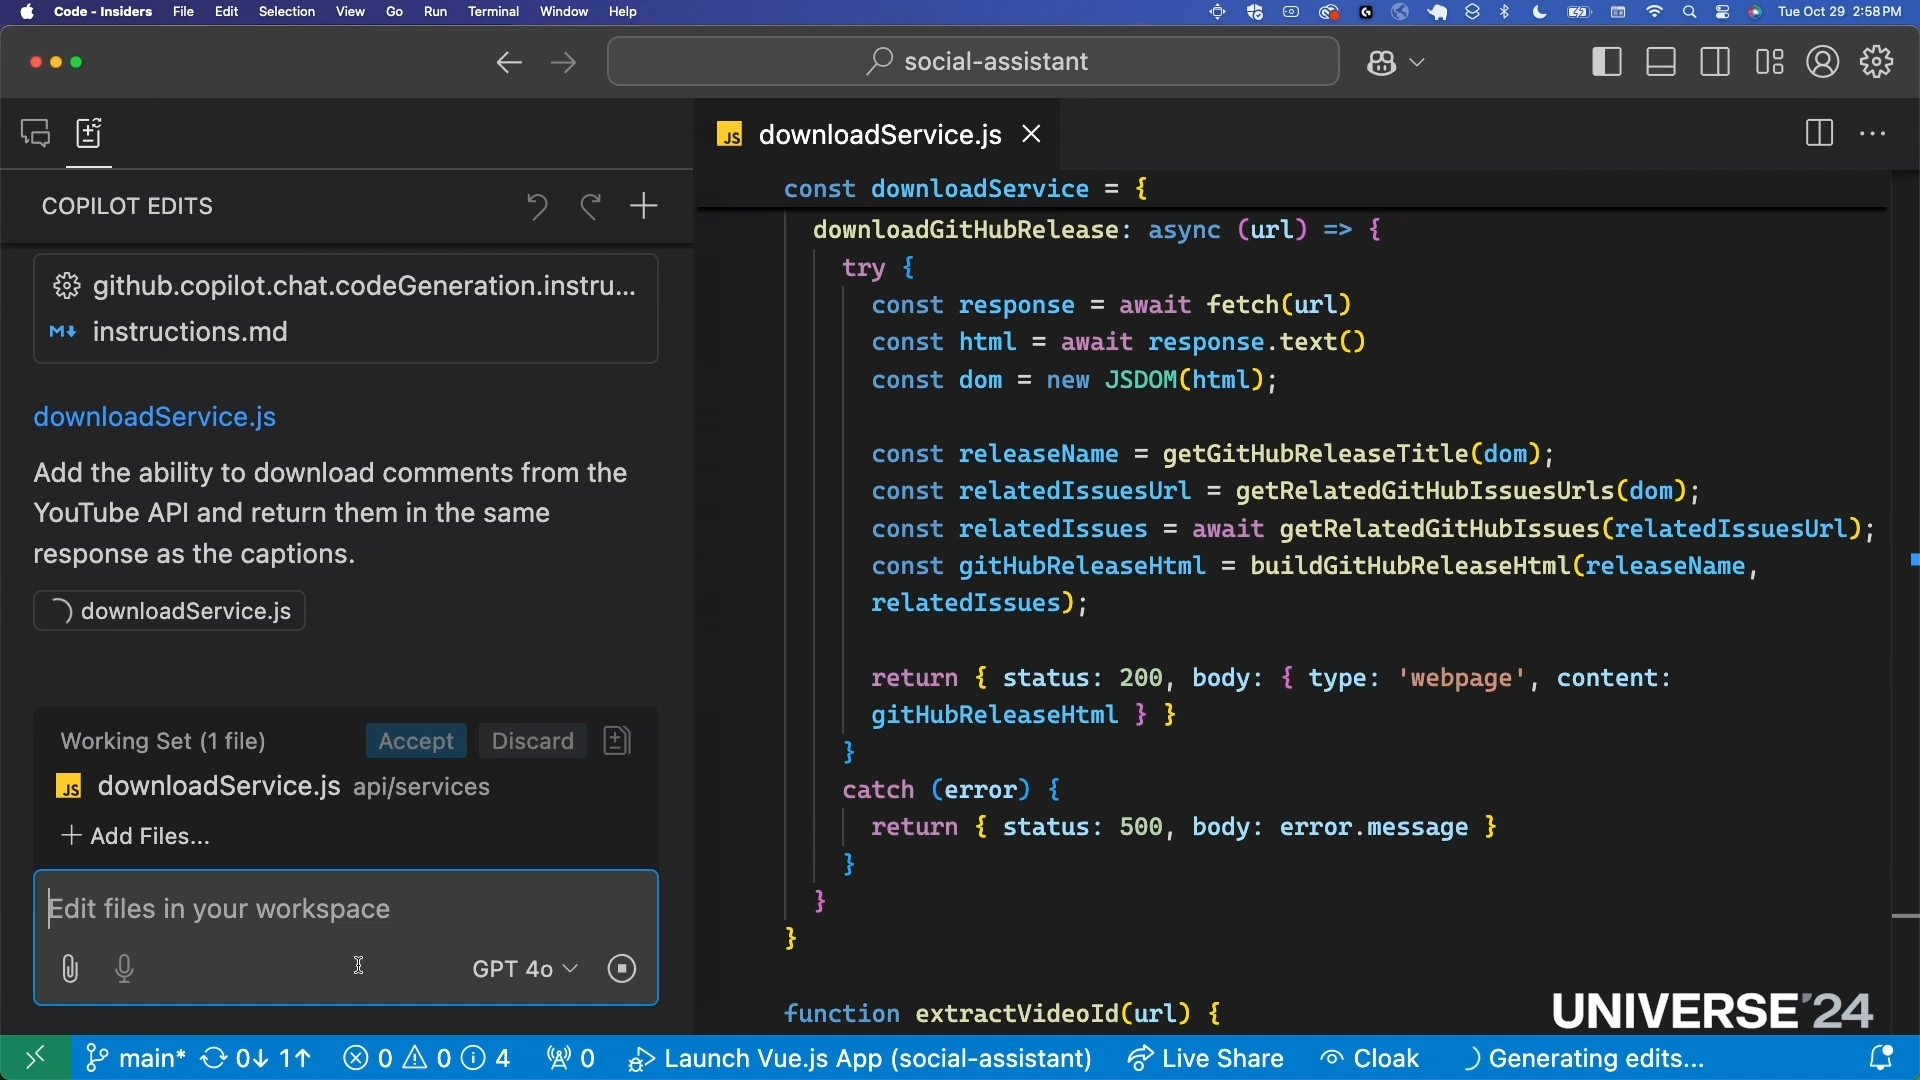 Code - Insiders File Edit Selection View Go Run Terminal Window Help Tue Oct 29 2:58 PM
social-assistant
JS downloadService.js
COPILOT EDITS
github.copilot.chat.codeGeneration.instru...
M↓ instructions.md
downloadService.js
Add the ability to download comments from the
YouTube API and return them in the same
response as the captions.
downloadService.js
Working Set (1 file) Accept Discard
JS downloadService.js api/services
+ Add Files...
Edit files in your workspace
GPT 4o
const downloadService = {
downloadGitHubRelease: async (url) => {
try {
const response = await fetch(url)
const html = await response.text()
const dom = new JSDOM(html);
const releaseName = getGitHubReleaseTitle(dom);
const relatedIssuesUrl = getRelatedGitHubIssuesUrls(dom);
const relatedIssues = await getRelatedGitHubIssues(relatedIssuesUrl);
const gitHubReleaseHtml = buildGitHubReleaseHtml(releaseName,
relatedIssues);
return { status: 200, body: { type: 'webpage', content:
gitHubReleaseHtml } }
}
catch (error) {
return { status: 500, body: error.message }
}
}
}
function extractVideoId(url) {
UNIVERSE'24
main* 0↓ 1↑ 0 0 4 0 Launch Vue.js App (social-assistant) Live Share Cloak Generating edits...